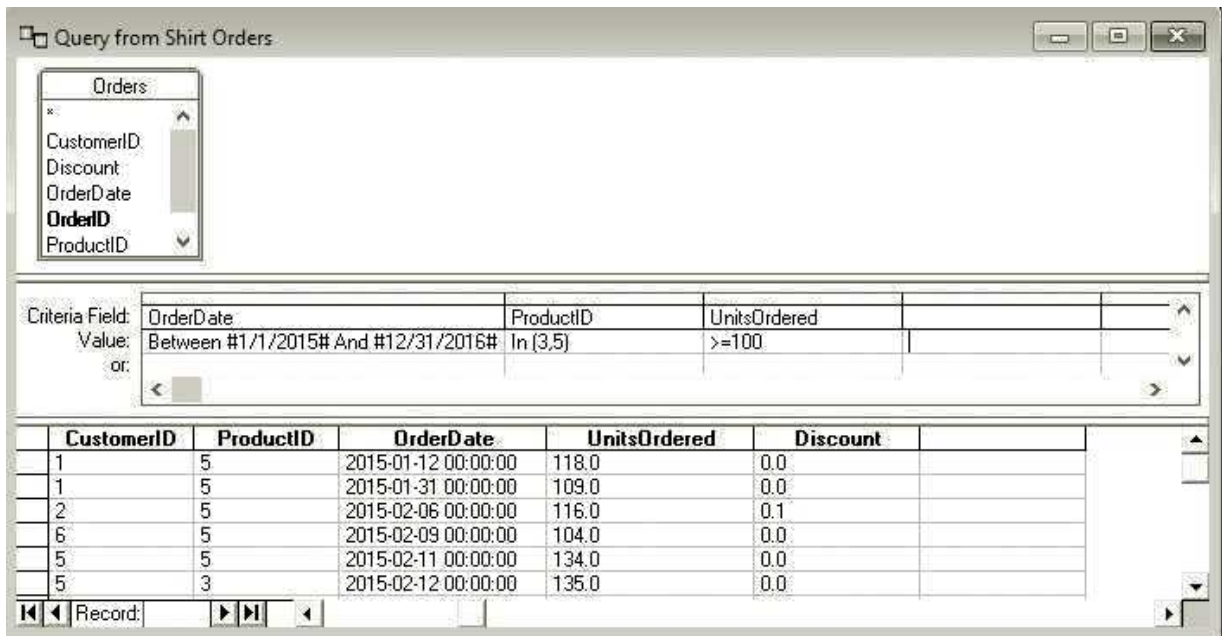 Query from Shirt Orders
Orders
*
CustomerID
Discount
OrderDate
OrderID
ProductID
Criteria Field: OrderDate ProductID UnitsOrdered
Value: Between #1/1/2015# And #12/31/2016# In (3,5) >=100
or:
CustomerID ProductID OrderDate UnitsOrdered Discount
1 5 2015-01-12 00:00:00 118.0 0.0
1 5 2015-01-31 00:00:00 109.0 0.0
2 5 2015-02-06 00:00:00 116.0 0.1
6 5 2015-02-09 00:00:00 104.0 0.0
5 5 2015-02-11 00:00:00 134.0 0.0
5 3 2015-02-12 00:00:00 135.0 0.0
Record: